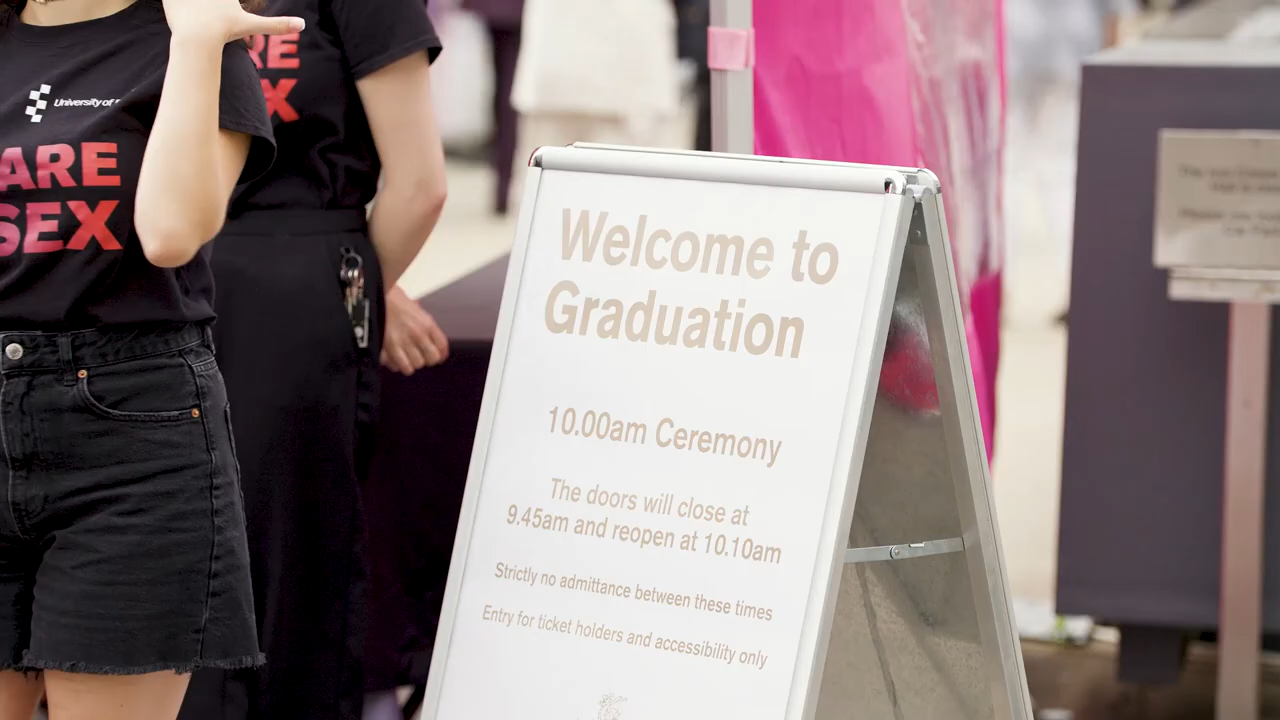 University of
ARE
SEX
RE
X
Welcome to
Graduation
10.00am Ceremony
The doors will close at
9.45am and reopen at 10.10am
Strictly no admittance between these times
Entry for ticket holders and accessibility only